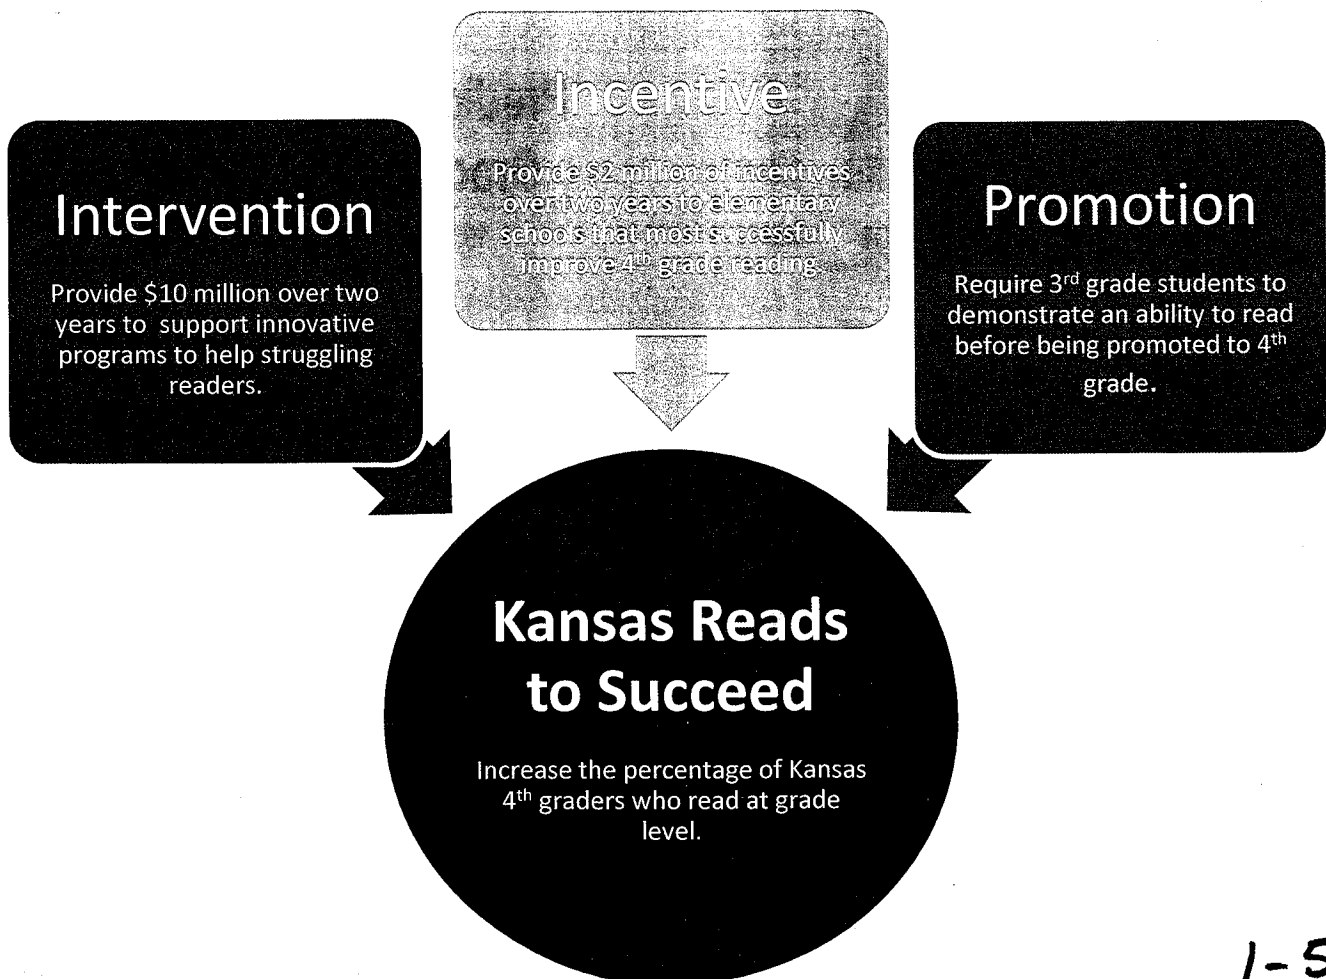 Incentive
Provide $2 million of incentives
over two years to elementary
schools that most successfully
improve 4th grade reading
Intervention
Provide $10 million over two
years to support innovative
programs to help struggling
readers.
Promotion
Require 3rd grade students to
demonstrate an ability to read
before being promoted to 4th
grade.
Kansas Reads
to Succeed
Increase the percentage of Kansas
4th graders who read at grade
level.
1-5